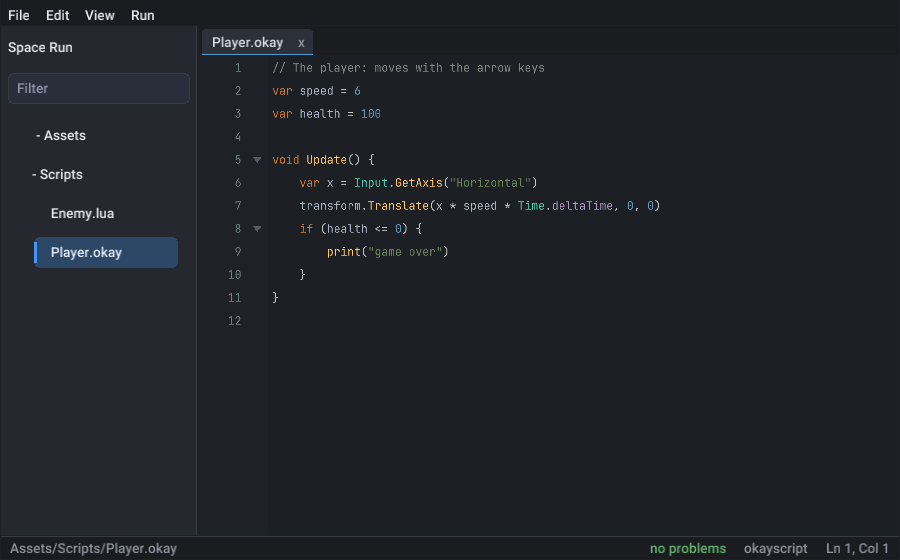 File Edit View Run
Space Run
Filter
- Assets
- Scripts
Enemy.lua
Player.okay
Player.okay x
1 // The player: moves with the arrow keys
2 var speed = 6
3 var health = 100
4
5 void Update() {
6 var x = Input.GetAxis("Horizontal")
7 transform.Translate(x * speed * Time.deltaTime, 0, 0)
8 if (health <= 0) {
9 print("game over")
10 }
11 }
12
Assets/Scripts/Player.okay
no problems okayscript Ln 1, Col 1